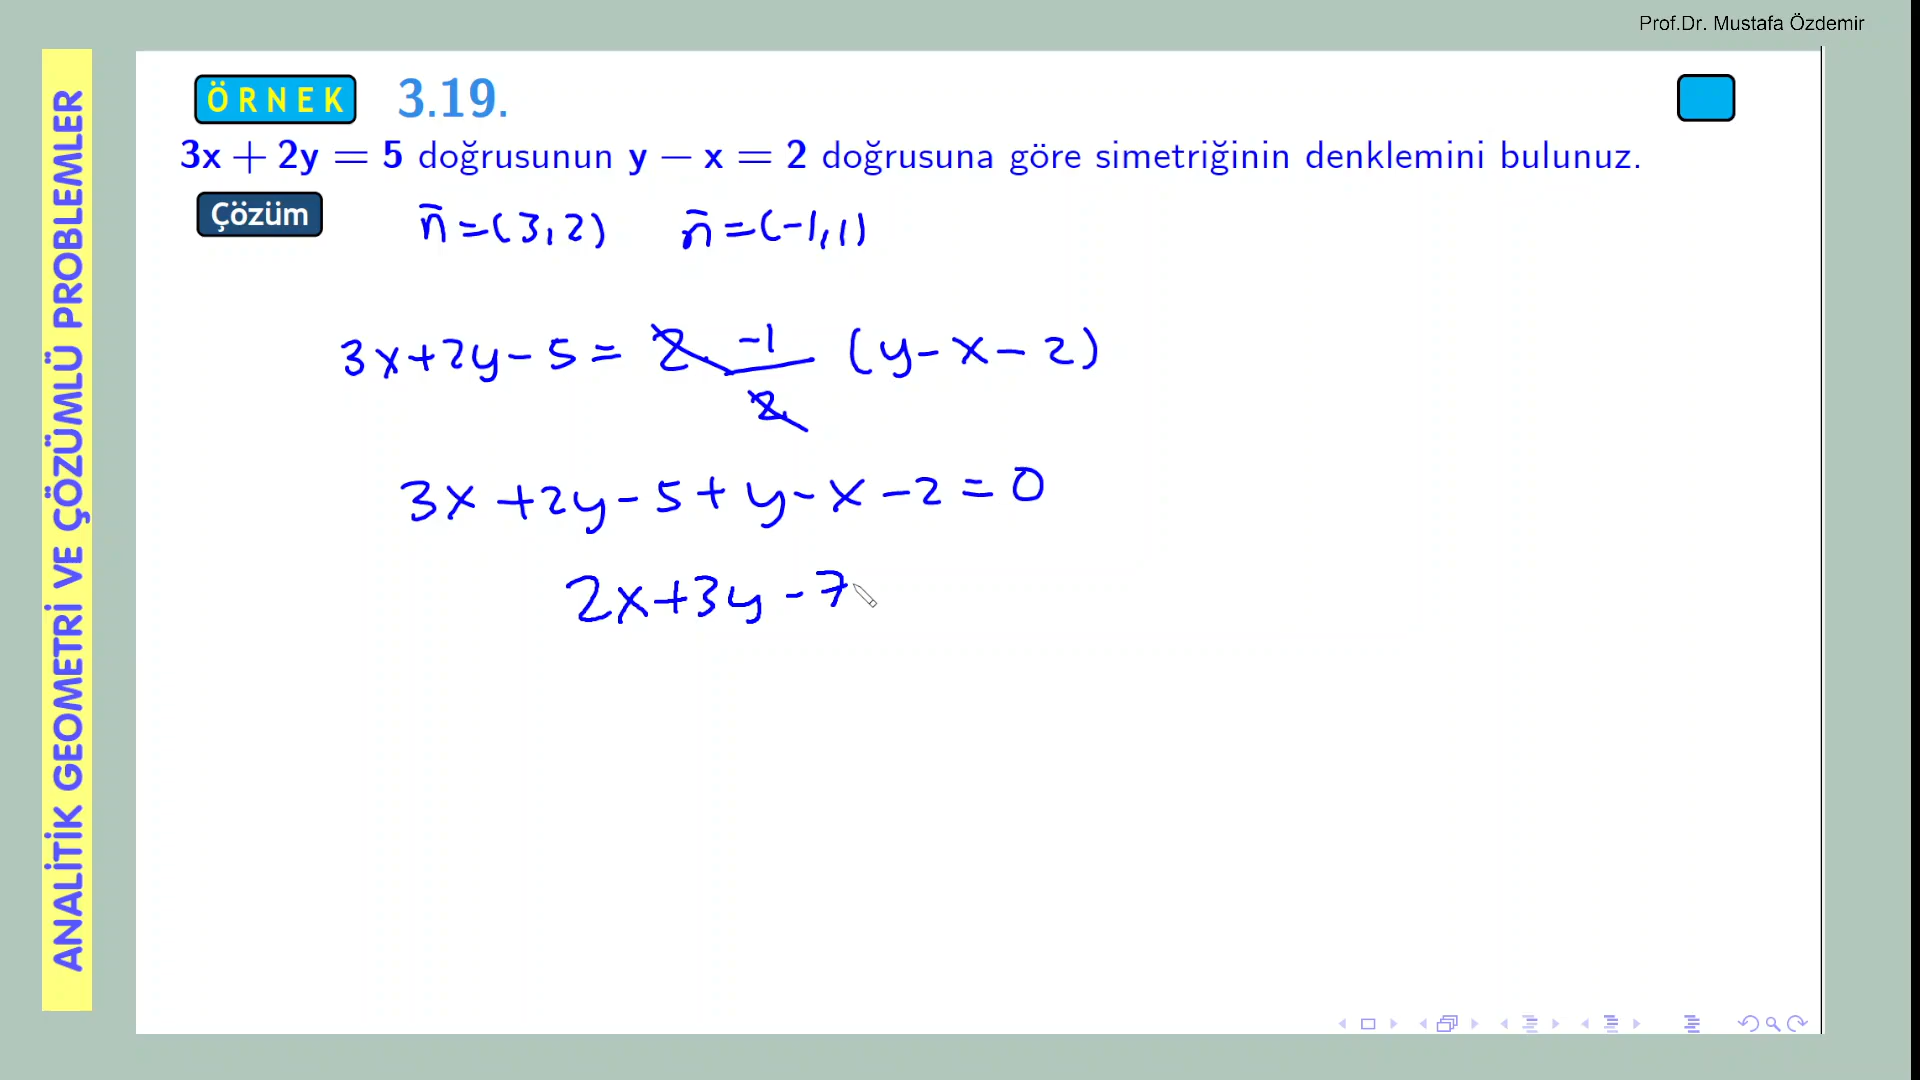 Prof.Dr. Mustafa Özdemir
ANALİTİK GEOMETRİ VE ÇÖZÜMLÜ PROBLEMLER
ÖRNEK 3.19.
3x + 2y = 5 doğrusunun y − x = 2 doğrusuna göre simetriğinin denklemini bulunuz.
Çözüm n̄=(3,2) n̄=(-1,1)
3x+2y-5= 2. -1/2 (y-x-2)
3x+2y-5+y-x-2=0
2x+3y-7